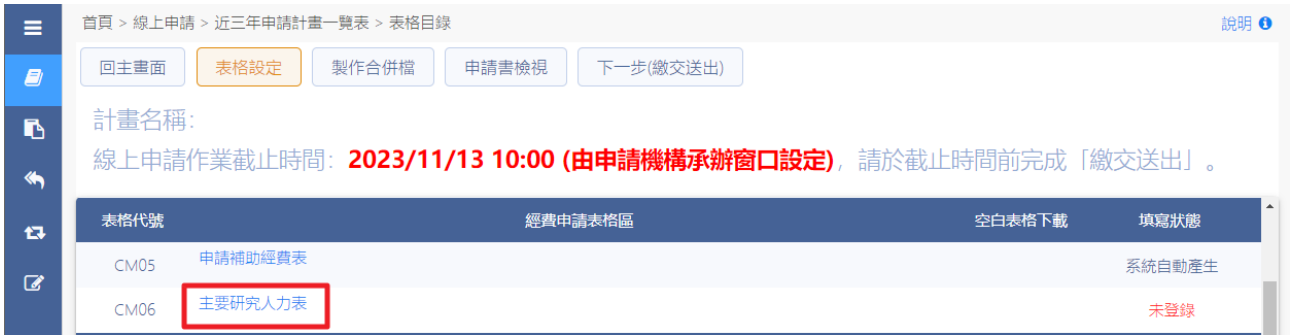 首頁 > 線上申請 > 近三年申請計畫一覽表 > 表格目錄
說明
回主畫面 表格設定 製作合併檔 申請書檢視 下一步(繳交送出)
計畫名稱:
線上申請作業截止時間: 2023/11/13 10:00 (由申請機構承辦窗口設定), 請於截止時間前完成「繳交送出」。
表格代號 經費申請表格區 空白表格下載 填寫狀態
CM05 申請補助經費表 系統自動產生
CM06 主要研究人力表 未登錄